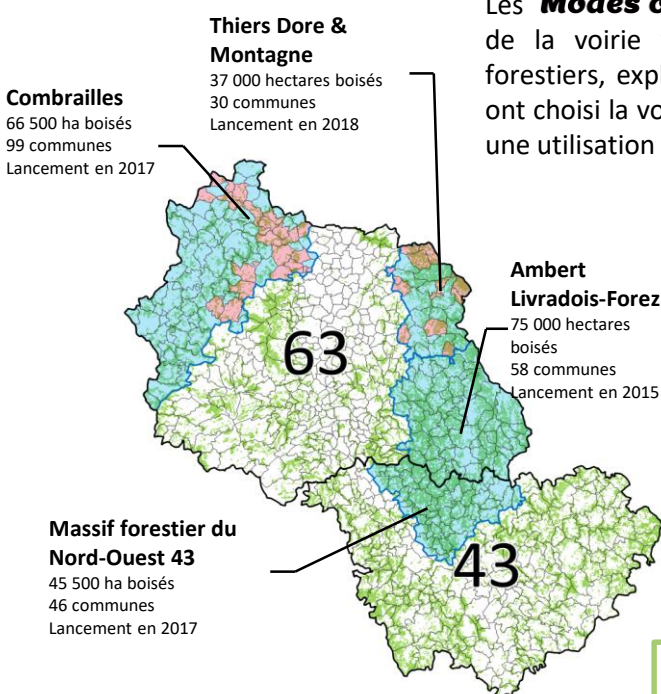 Thiers Dore &
Montagne
37 000 hectares boisés
30 communes
Lancement en 2018
Les Modes
de la voirie
forestiers, exp
ont choisi la vo
une utilisation
Combrailles
66 500 ha boisés
99 communes
Lancement en 2017
Ambert
Livradois-Forez
75 000 hectares
boisés
58 communes
Lancement en 2015
63
Massif forestier du
Nord-Ouest 43
45 500 ha boisés
46 communes
Lancement en 2017
43